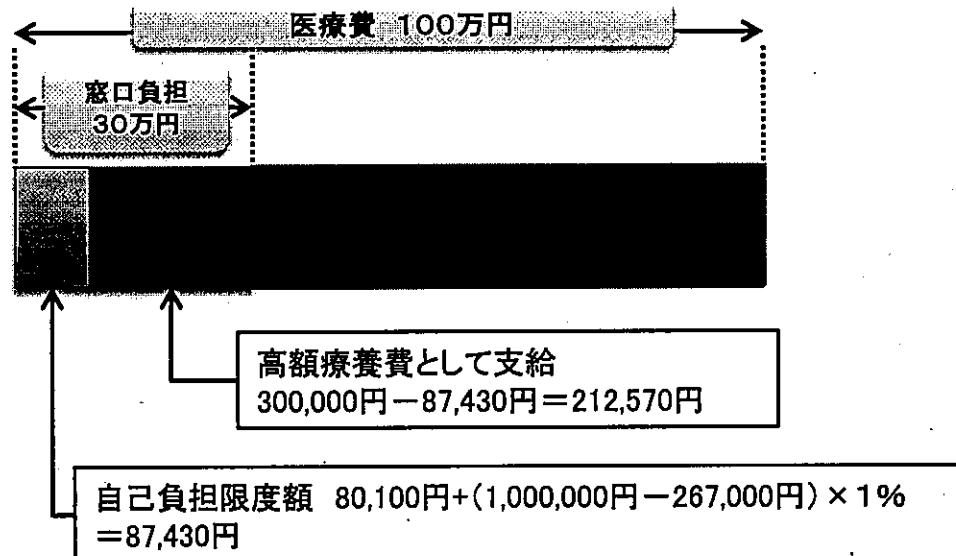 医療費 100万円
窓口負担
30万円
高額療養費として支給
300,000円－87,430円＝212,570円
自己負担限度額 80,100円+(1,000,000円－267,000円)×1%
＝87,430円